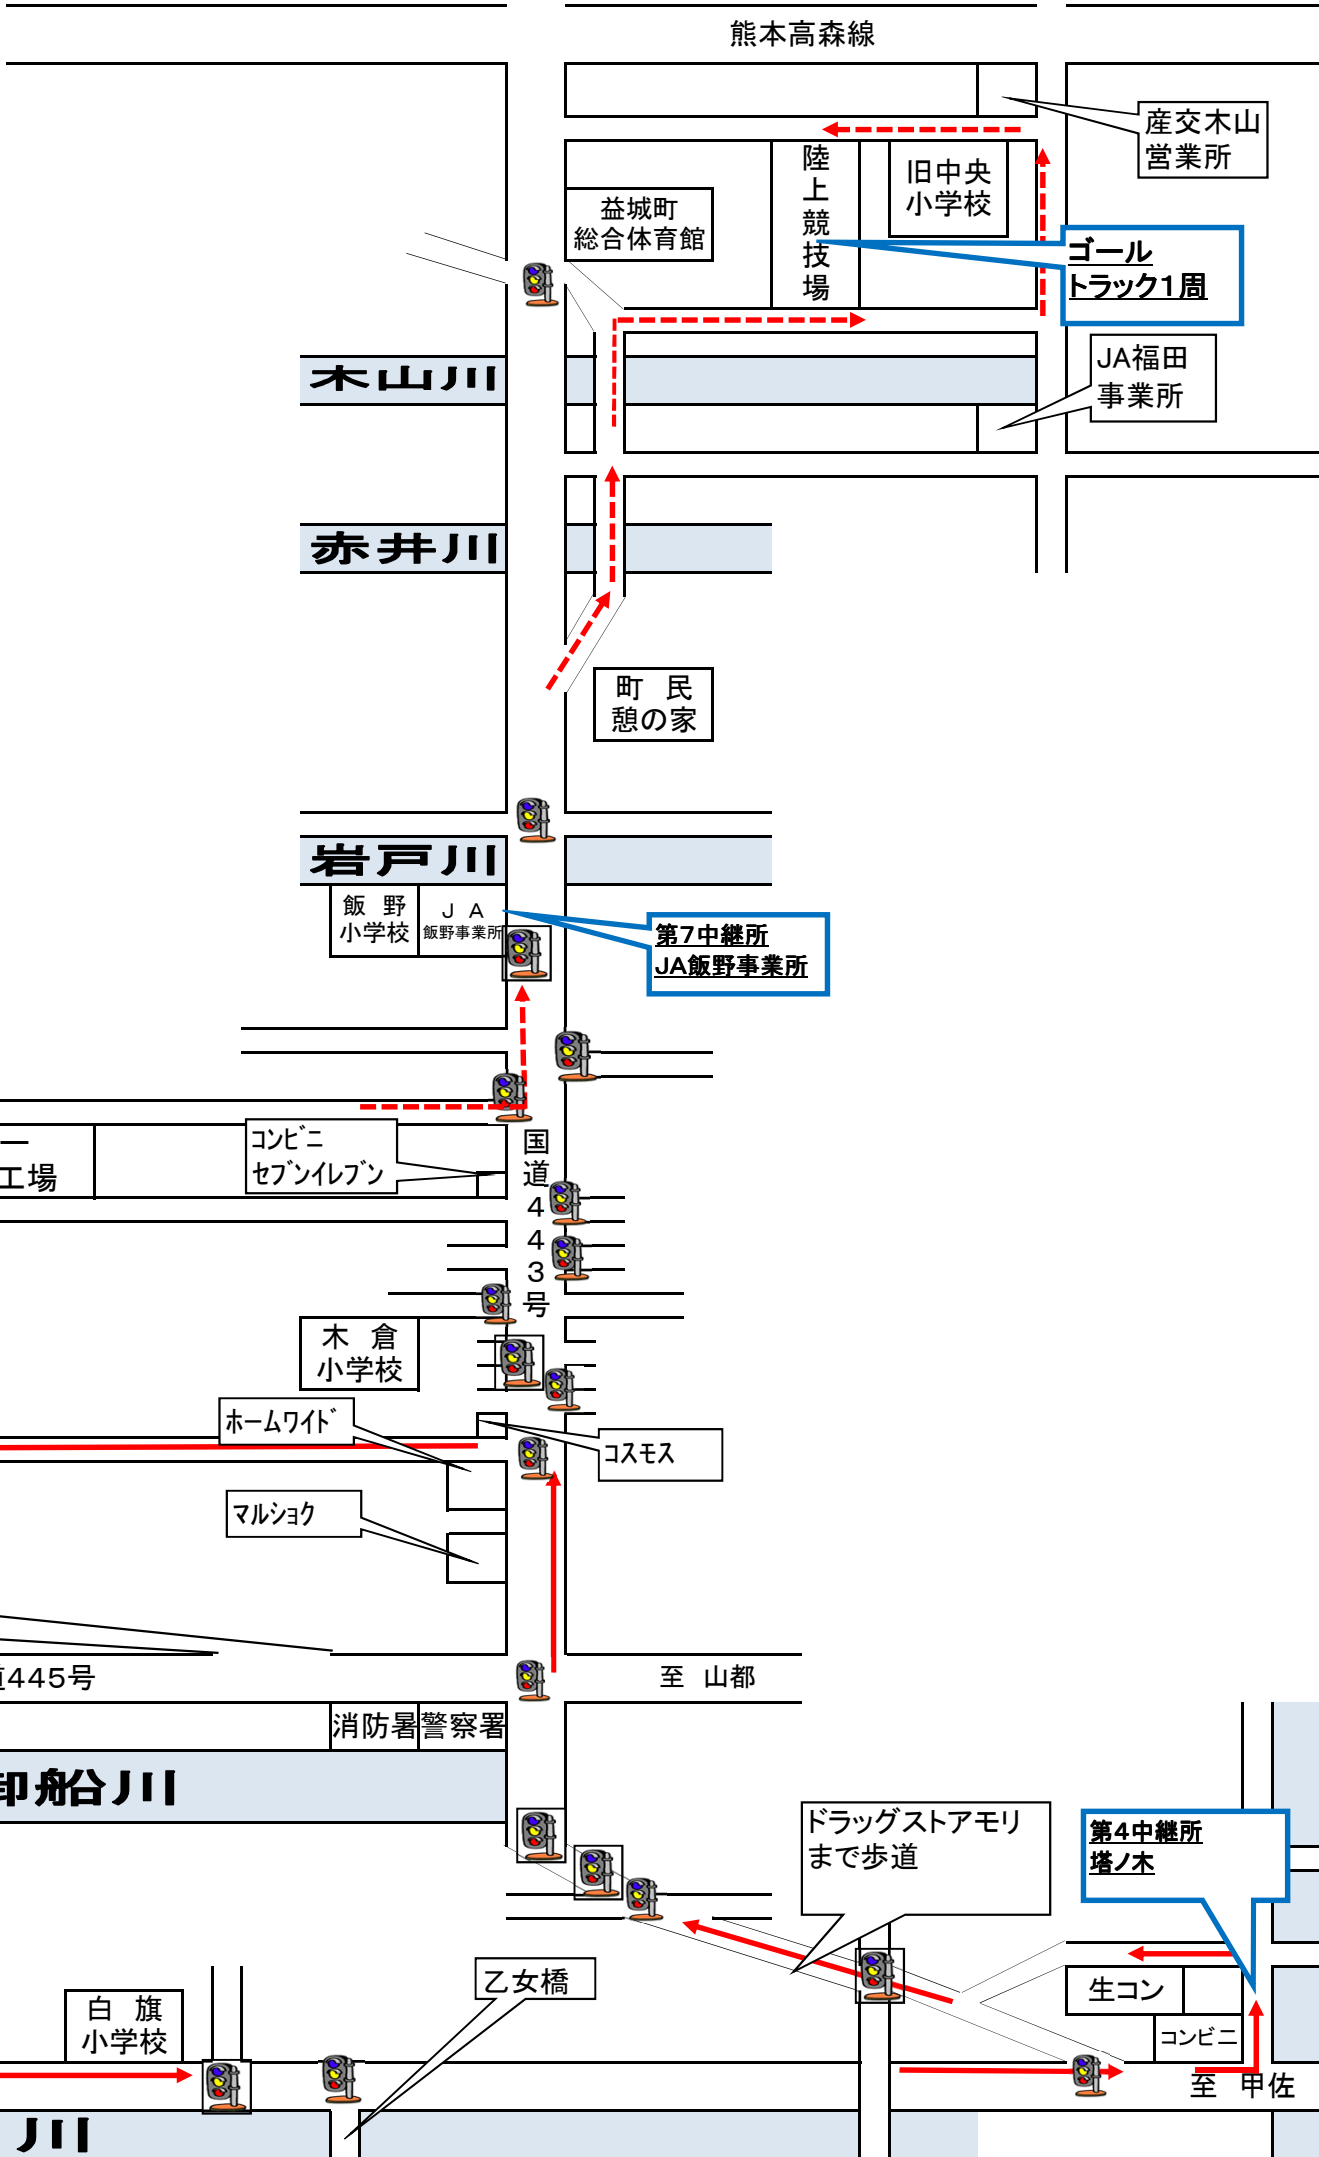 熊本高森線
産交木山
営業所
陸上競技場
旧中央
小学校
益城町
総合体育館
ゴール
トラック1周
木山川
JA福田
事業所
赤井川
町　民
憩の家
岩戸川
飯　野
小学校
Ｊ　Ａ
飯野事業所
第7中継所
JA飯野事業所
国道４４３号
コンビニ
セブンイレブン
ー
工場
木　倉
小学校
ホームワイド
コスモス
マルショク
445号
至　山都
消防署
警察署
御船川
ドラッグストアモリ
まで歩道
第4中継所
塔ノ木
乙女橋
生コン
白　旗
小学校
コンビニ
至　甲佐
川